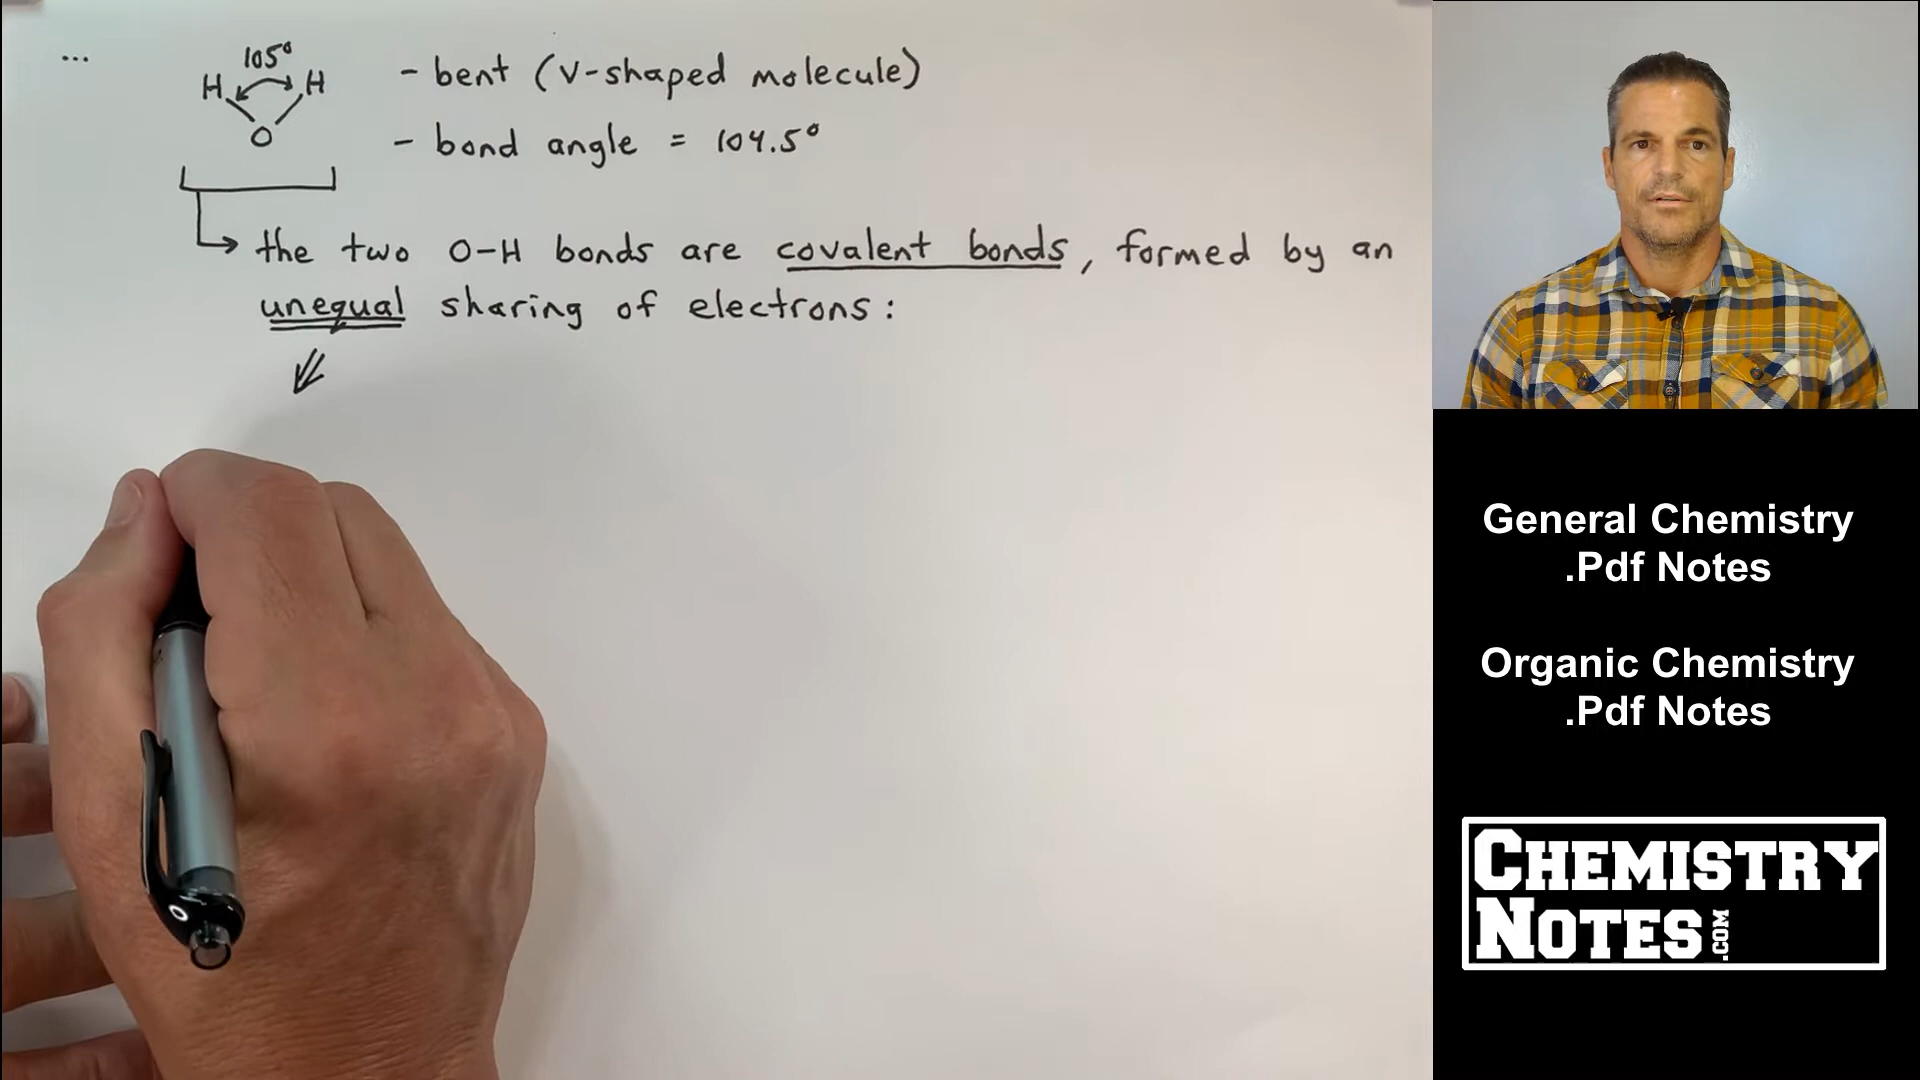 ...
105°
H H
O
- bent (V-shaped molecule)
- bond angle = 104.5°
the two O-H bonds are covalent bonds, formed by an
unequal sharing of electrons:
General Chemistry
.Pdf Notes
Organic Chemistry
.Pdf Notes
CHEMISTRY
NOTES.COM